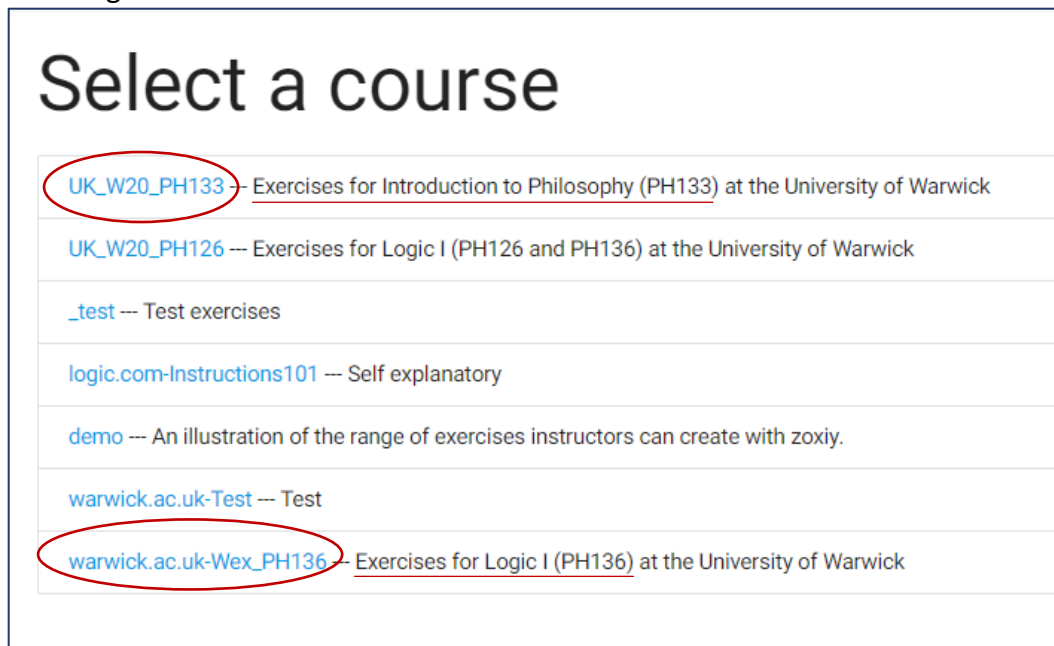 Select a course
UK_W20_PH133 --- Exercises for Introduction to Philosophy (PH133) at the University of Warwick
UK_W20_PH126 --- Exercises for Logic I (PH126 and PH136) at the University of Warwick
_test --- Test exercises
logic.com-Instructions101 --- Self explanatory
demo --- An illustration of the range of exercises instructors can create with zoxiy.
warwick.ac.uk-Test --- Test
warwick.ac.uk-Wex_PH136 --- Exercises for Logic I (PH136) at the University of Warwick